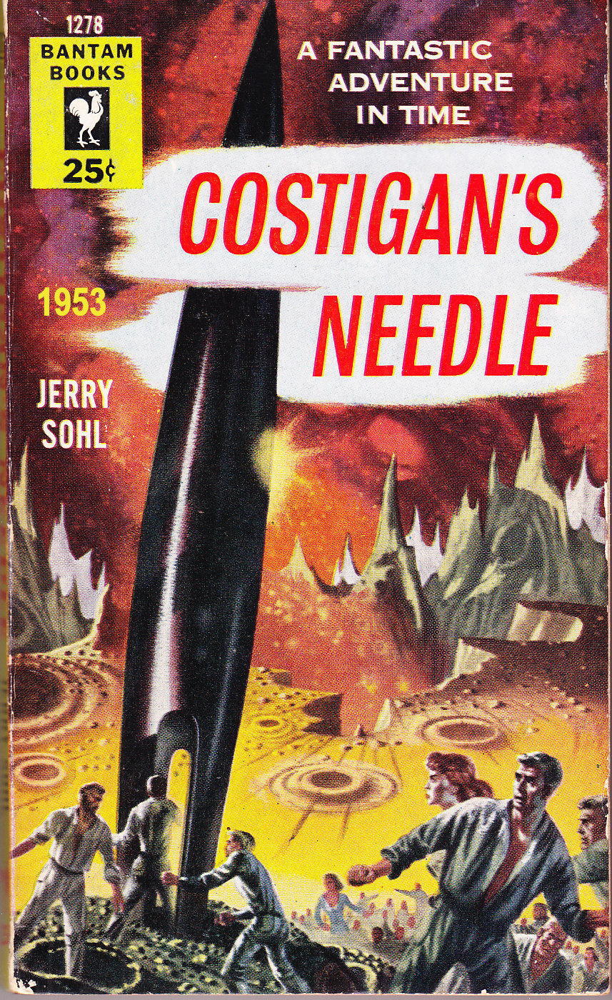 1278
BANTAM
BOOKS
25¢
A FANTASTIC
ADVENTURE
IN TIME
COSTIGAN'S
NEEDLE
1953
JERRY
SOHL